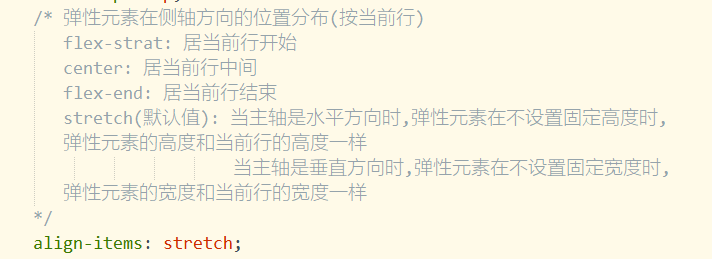 /* 弹性元素在侧轴方向的位置分布(按当前行)
flex-strat: 居当前行开始
center: 居当前行中间
flex-end: 居当前行结束
stretch(默认值): 当主轴是水平方向时,弹性元素在不设置固定高度时,
弹性元素的高度和当前行的高度一样
当主轴是垂直方向时,弹性元素在不设置固定宽度时,
弹性元素的宽度和当前行的宽度一样
*/
align-items: stretch;